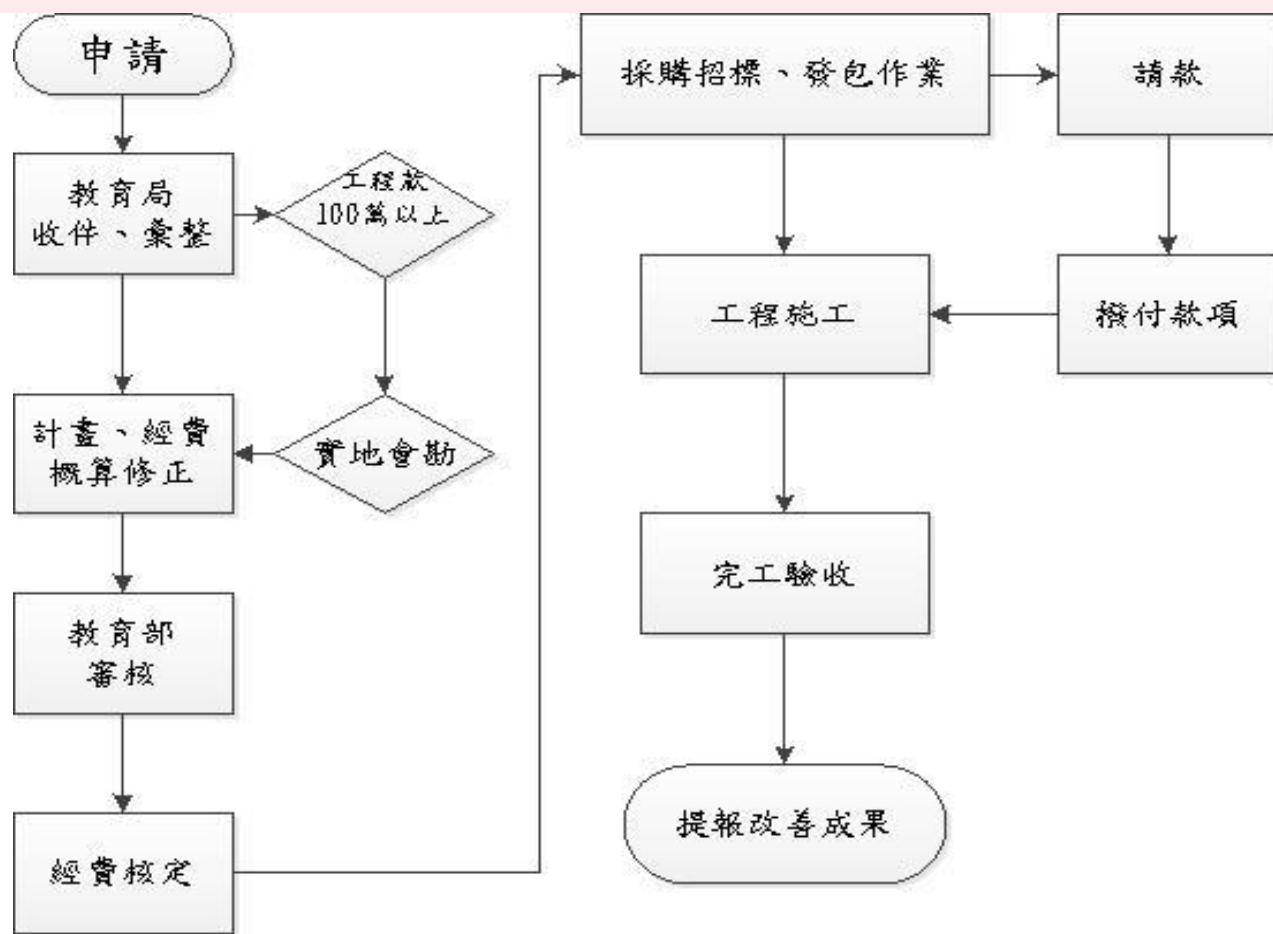 申請
教育局
收件、彙整
工程款
100萬以上
計畫、經費
概算修正
實地會勘
教育部
審核
經費核定
採購招標、發包作業
請款
工程施工
撥付款項
完工驗收
提報改善成果